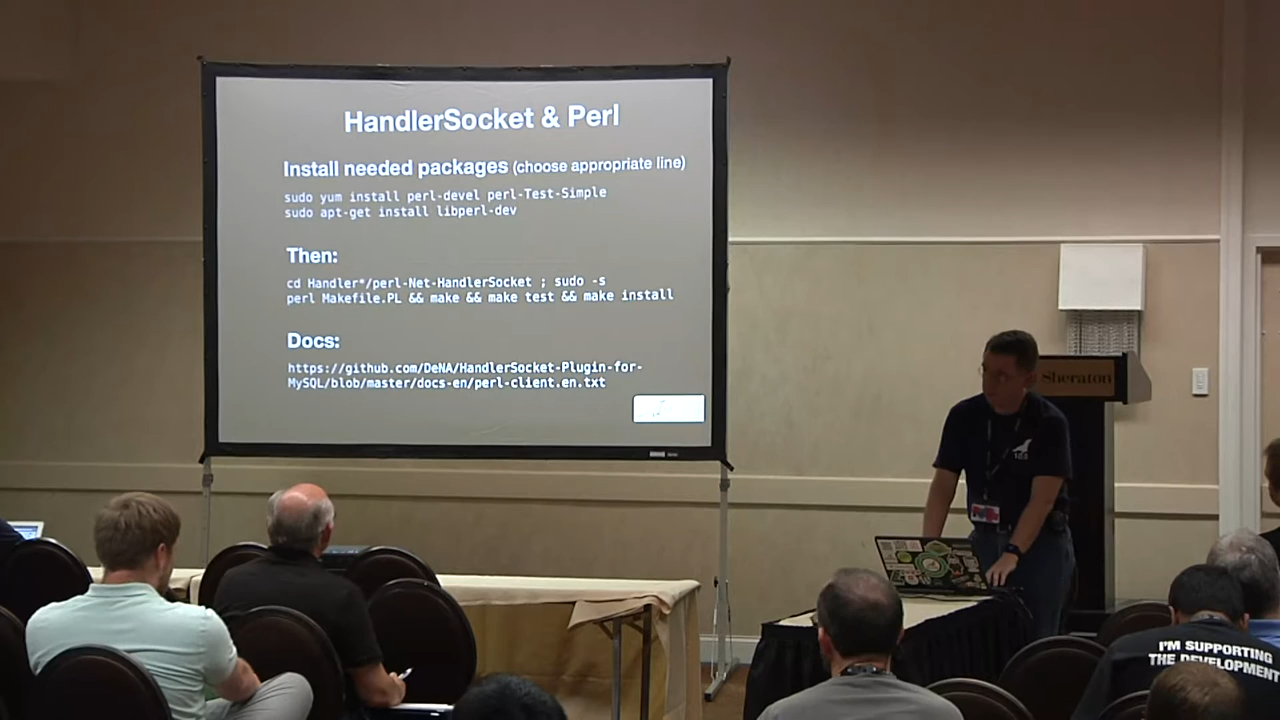 HandlerSocket & Perl
Install needed packages (choose appropriate line)
sudo yum install perl-devel perl-Test-Simple
sudo apt-get install libperl-dev
Then:
cd Handler*/perl-Net-HandlerSocket ; sudo -s
perl Makefile.PL && make && make test && make install
Docs:
https://github.com/DeNA/HandlerSocket-Plugin-for-
MySQL/blob/master/docs-en/perl-client.en.txt
Sheraton
I'M SUPPORTING
THE DEVELOPMENT